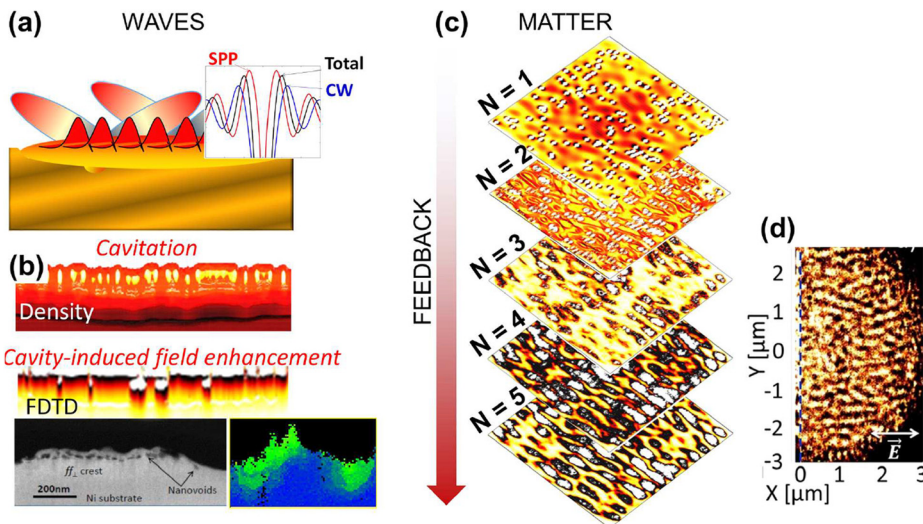 (a)
WAVES
SPP
Total
CW
Cavitation
(b)
Density
Cavity-induced field enhancement
FDTD
ff⊥ crest
Nanovoids
200nm
Ni substrate
(c)
MATTER
FEEDBACK
N = 1
N = 2
N = 3
N = 4
N = 5
(d)
2
1
0
-1
-2
-3
Y [µm]
E
0 1 2 3
X [µm]